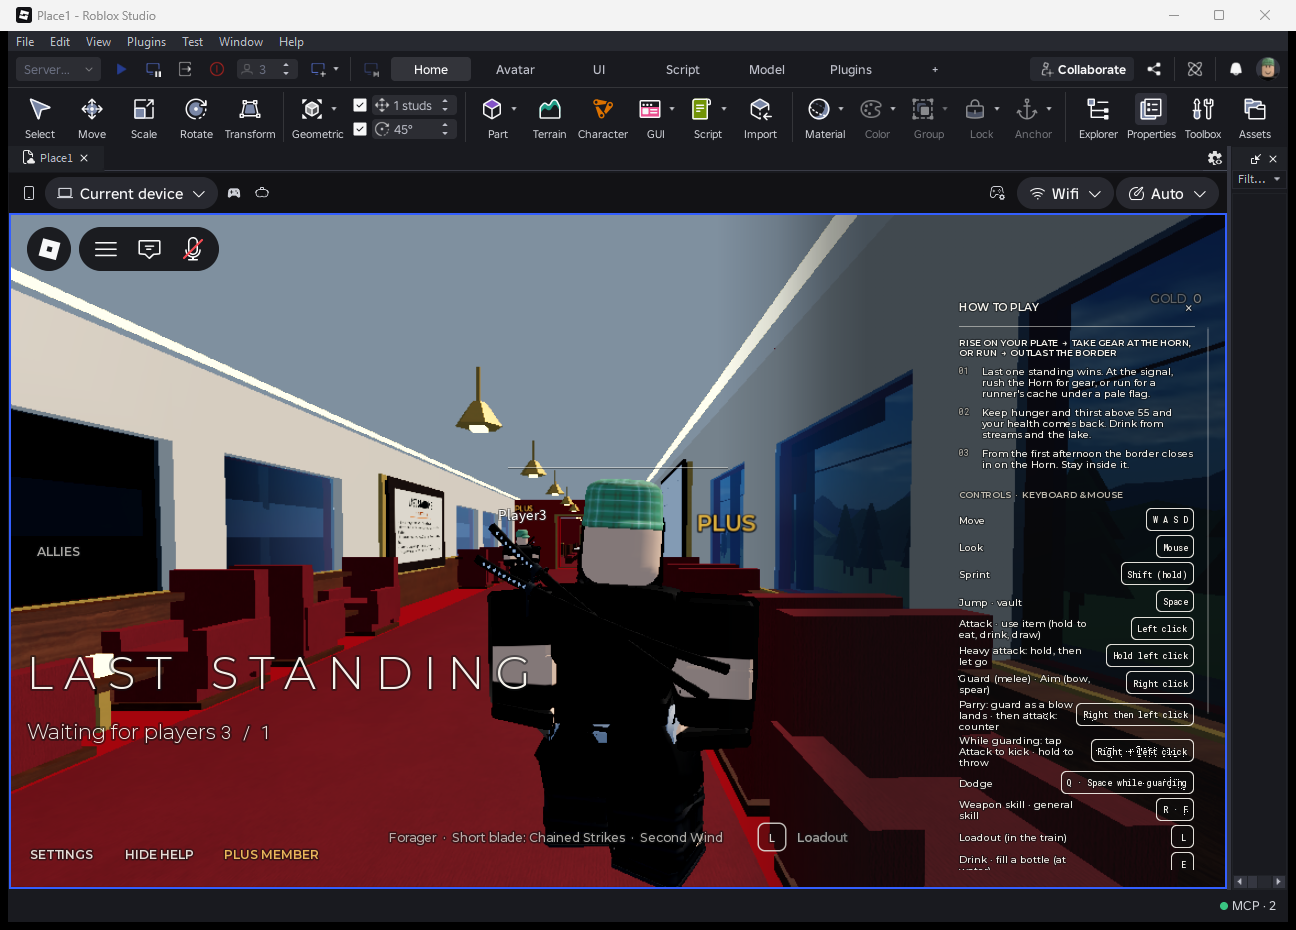 Place1 - Roblox Studio
File Edit View Plugins Test Window Help
Server... 3 Home Avatar UI Script Model Plugins + Collaborate
1 studs
45°
Select Move Scale Rotate Transform Geometric Part Terrain Character GUI Script Import Material Color Group Lock Anchor Explorer Properties Toolbox Assets
Place1
Filt...
Current device Wifi Auto
GOLD 0
HOW TO PLAY ×
RISE ON YOUR PLATE → TAKE GEAR AT THE HORN,
OR RUN → OUTLAST THE BORDER
01 Last one standing wins. At the signal,
rush the Horn for gear, or run for a
runner's cache under a pale flag.
02 Keep hunger and thirst above 55 and
your health comes back. Drink from
streams and the lake.
03 From the first afternoon the border closes
in on the Horn. Stay inside it.
CONTROLS · KEYBOARD & MOUSE
Move W A S D
Look Mouse
Sprint Shift (hold)
Jump · vault Space
Attack · use item (hold to
eat, drink, draw) Left click
Heavy attack: hold, then
let go Hold left click
Guard (melee) · Aim (bow,
spear) Right click
Parry: guard as a blow
lands · then attack:
counter Right then left click
While guarding: tap
Attack to kick · hold to
throw Right + left click
Dodge Q · Space while guarding
Weapon skill · general
skill R · F
Loadout (in the train) L
Drink · fill a bottle (at
water) E
PLUS
Player3
PLUS
ALLIES
LAST STANDING
Waiting for players 3 / 1
Forager · Short blade: Chained Strikes · Second Wind L Loadout
SETTINGS HIDE HELP PLUS MEMBER
MCP · 2